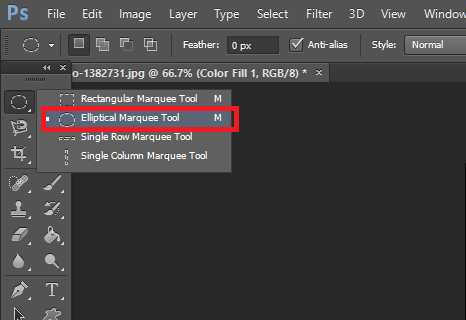 Ps File Edit Image Layer Type Select Filter 3D View
Feather: 0 px Anti-alias Style: Normal
o-1382731.jpg @ 66.7% (Color Fill 1, RGB/8) * ×
Rectangular Marquee Tool M
Elliptical Marquee Tool M
Single Row Marquee Tool
Single Column Marquee Tool
T